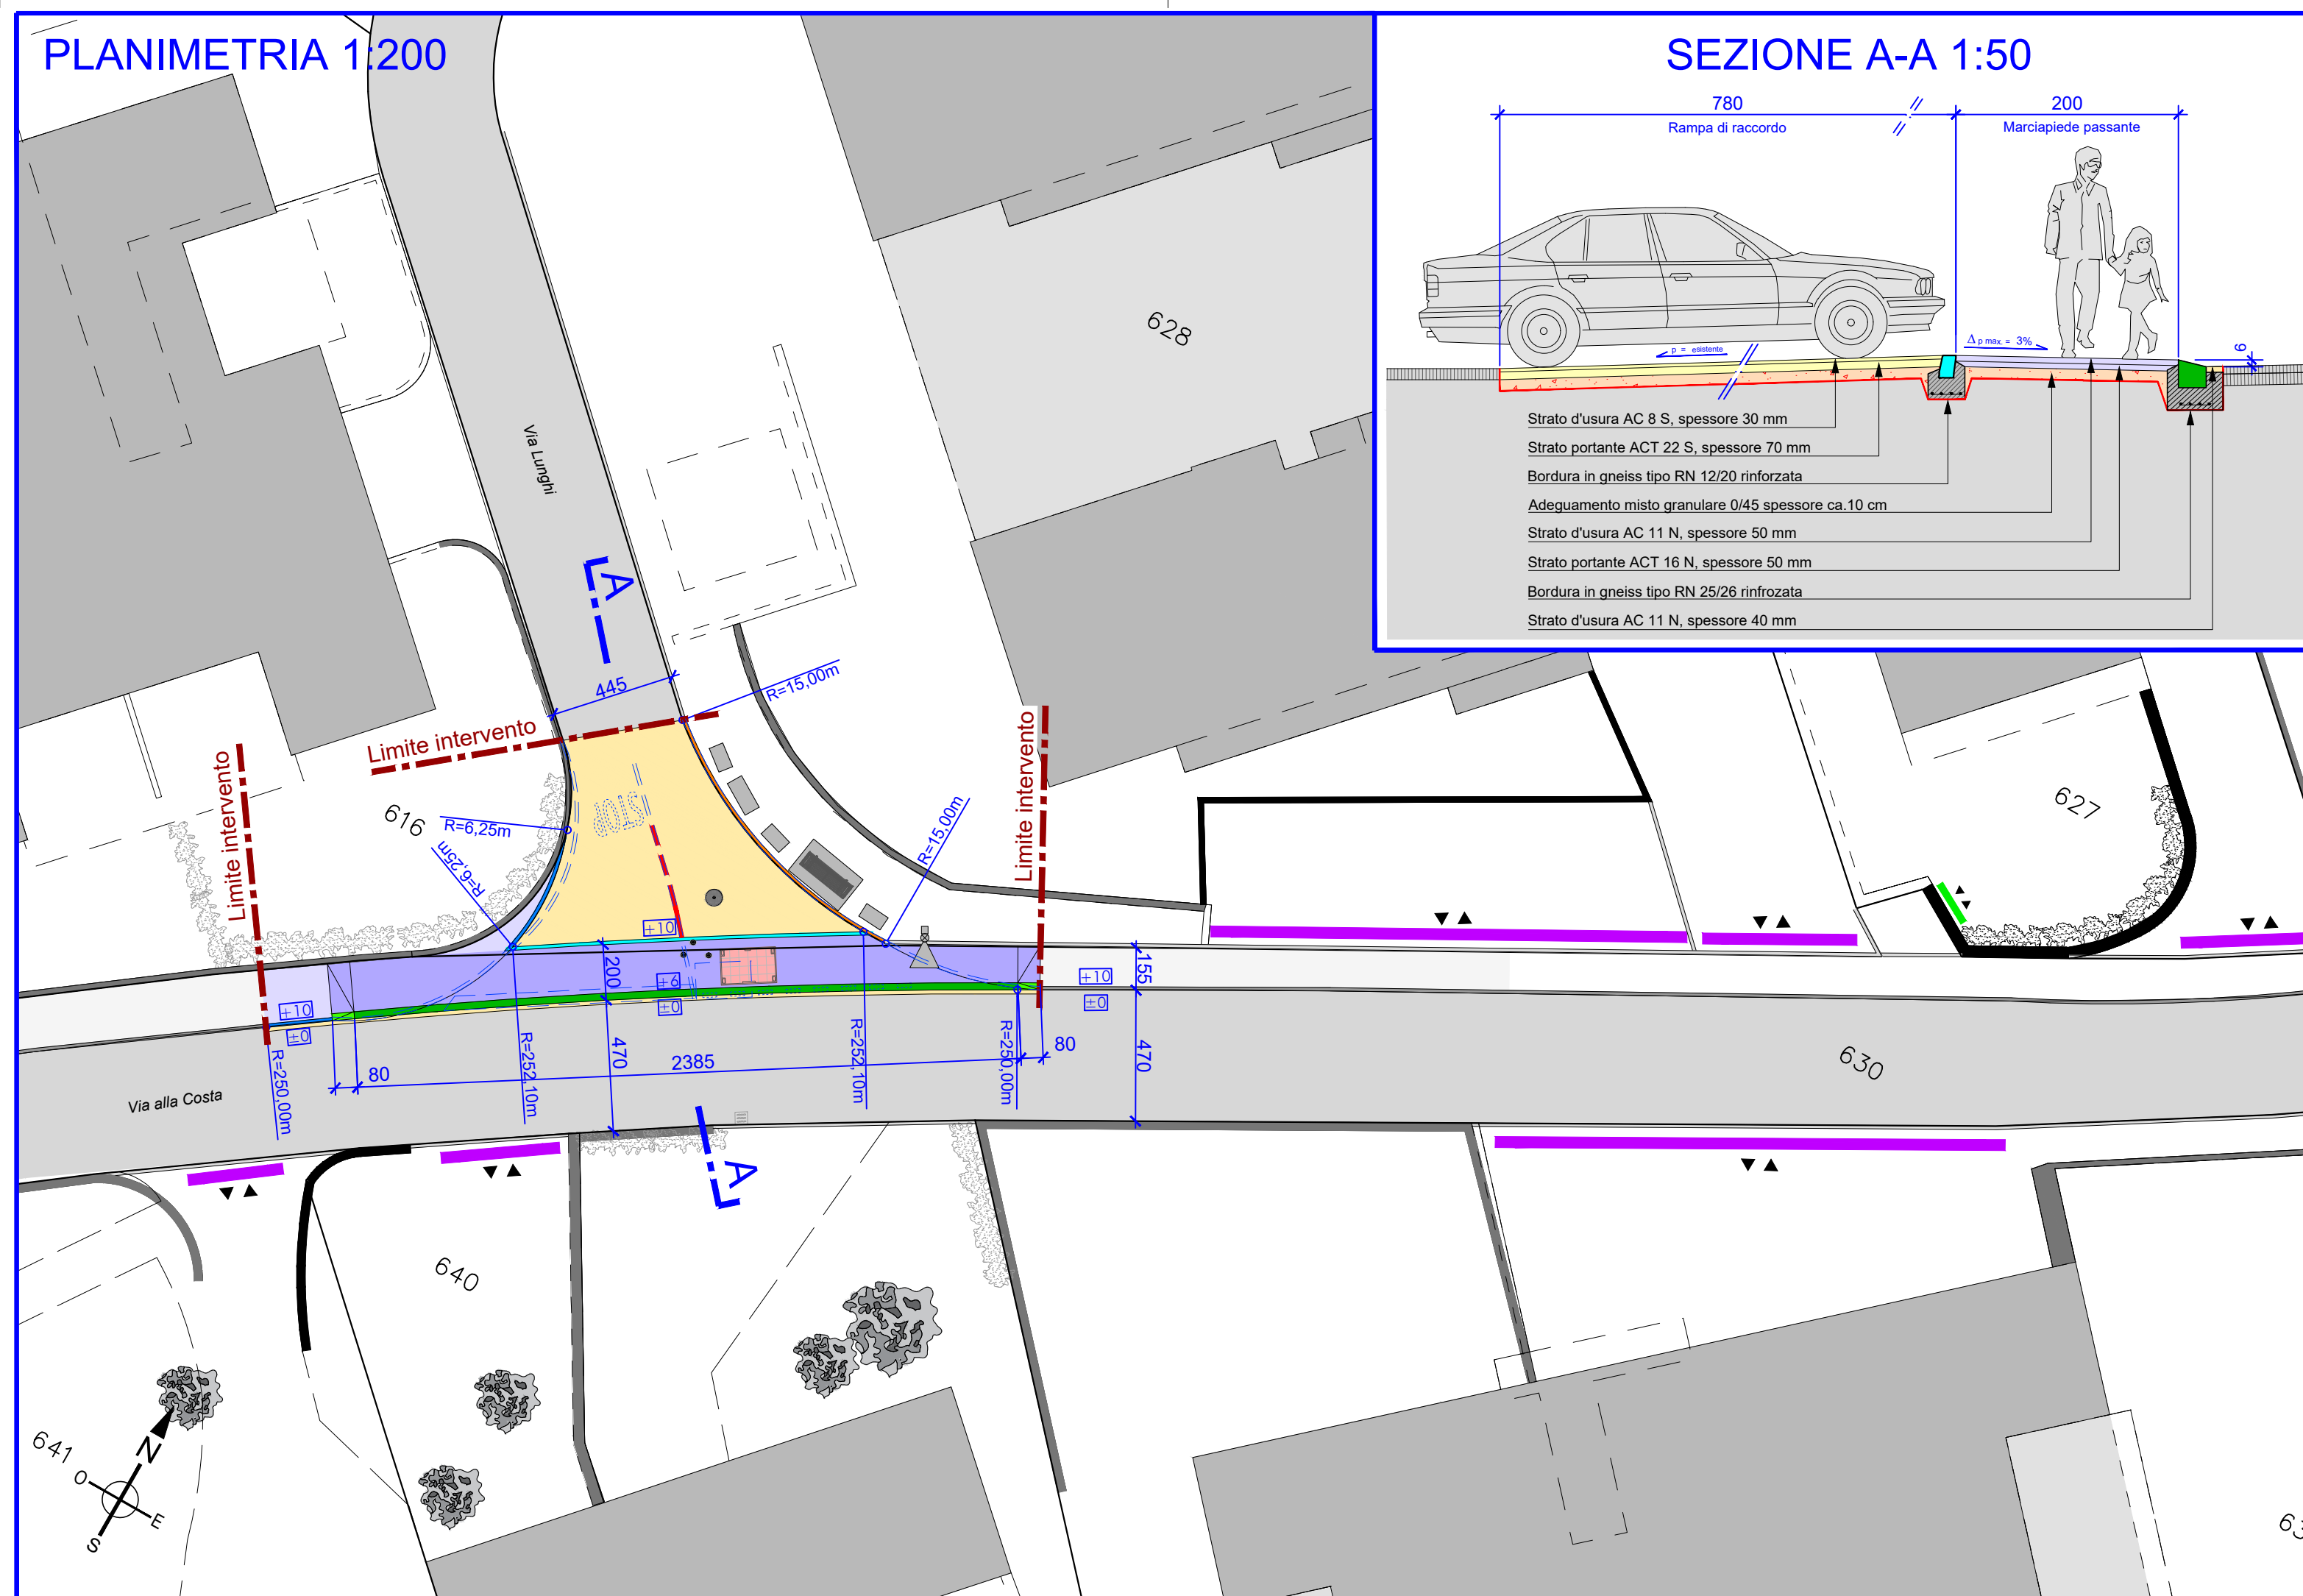 PLANIMETRIA 1:200
SEZIONE A-A 1:50
780
200
Rampa di raccordo
Marciapiede passante
p = esistente
Δ p max. = 3%
6
Strato d'usura AC 8 S, spessore 30 mm
Strato portante ACT 22 S, spessore 70 mm
Bordura in gneiss tipo RN 12/20 rinforzata
Adeguamento misto granulare 0/45 spessore ca.10 cm
Strato d'usura AC 11 N, spessore 50 mm
Strato portante ACT 16 N, spessore 50 mm
Bordura in gneiss tipo RN 25/26 rinfrozata
Strato d'usura AC 11 N, spessore 40 mm
628
Via Lunghi
A
445
R=15,00m
Limite intervento
Limite intervento
Limite intervento
616
R=6,25m
R=6,25m
STOP
R=15,00m
627
+10
200
+6
±0
+10
±0
155
+10
±0
R=250,00m
R=252,10m
470
R=252,10m
R=250,00m
80
2385
80
470
630
Via alla Costa
A
640
641
N
O
E
S